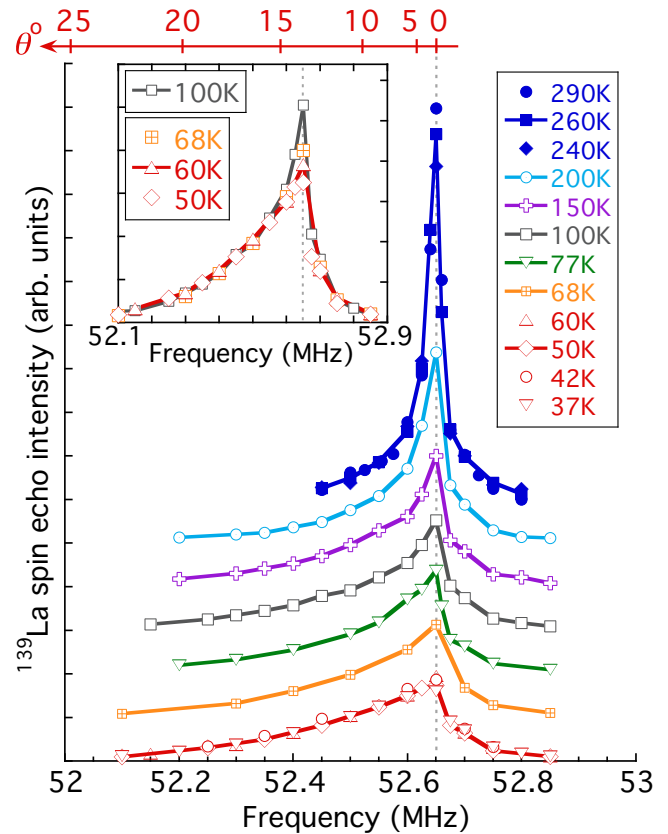 θ° 25 20 15 10 5 0
100K
68K
60K
50K
52.1 52.9
Frequency (MHz)
290K
260K
240K
200K
150K
100K
77K
68K
60K
50K
42K
37K
¹³⁹La spin echo intensity (arb. units)
52 52.2 52.4 52.6 52.8 53
Frequency (MHz)